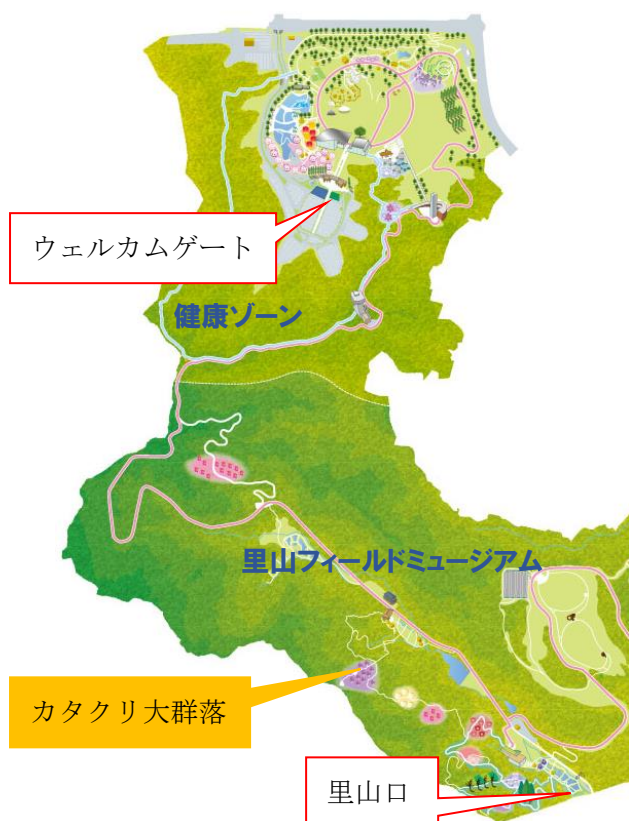 ウェルカムゲート
健康ゾーン
里山フィールドミュージアム
カタクリ大群落
里山口